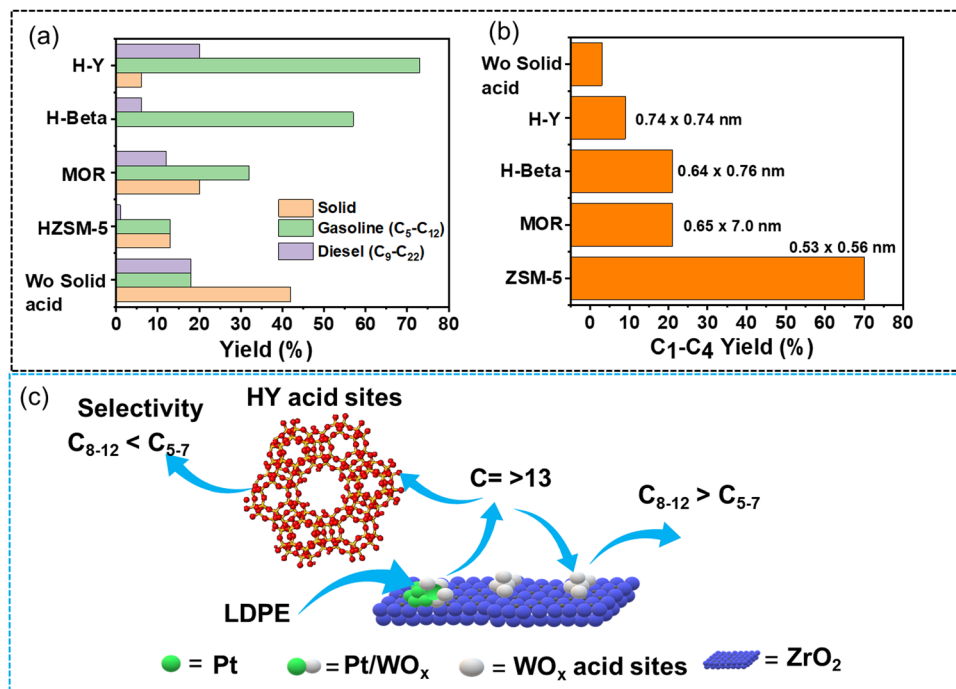 (a)
H-Y
H-Beta
MOR
HZSM-5
Wo Solid
acid
Solid
Gasoline (C₅-C₁₂)
Diesel (C₉-C₂₂)
0 10 20 30 40 50 60 70 80
Yield (%)
(b)
Wo Solid
acid
H-Y
H-Beta
MOR
ZSM-5
0.74 x 0.74 nm
0.64 x 0.76 nm
0.65 x 7.0 nm
0.53 x 0.56 nm
0 10 20 30 40 50 60 70 80
C₁-C₄ Yield (%)
(c)
Selectivity
C₈₋₁₂ < C₅₋₇
HY acid sites
C= >13
C₈₋₁₂ > C₅₋₇
LDPE
= Pt
= Pt/WOₓ
= WOₓ acid sites
= ZrO₂